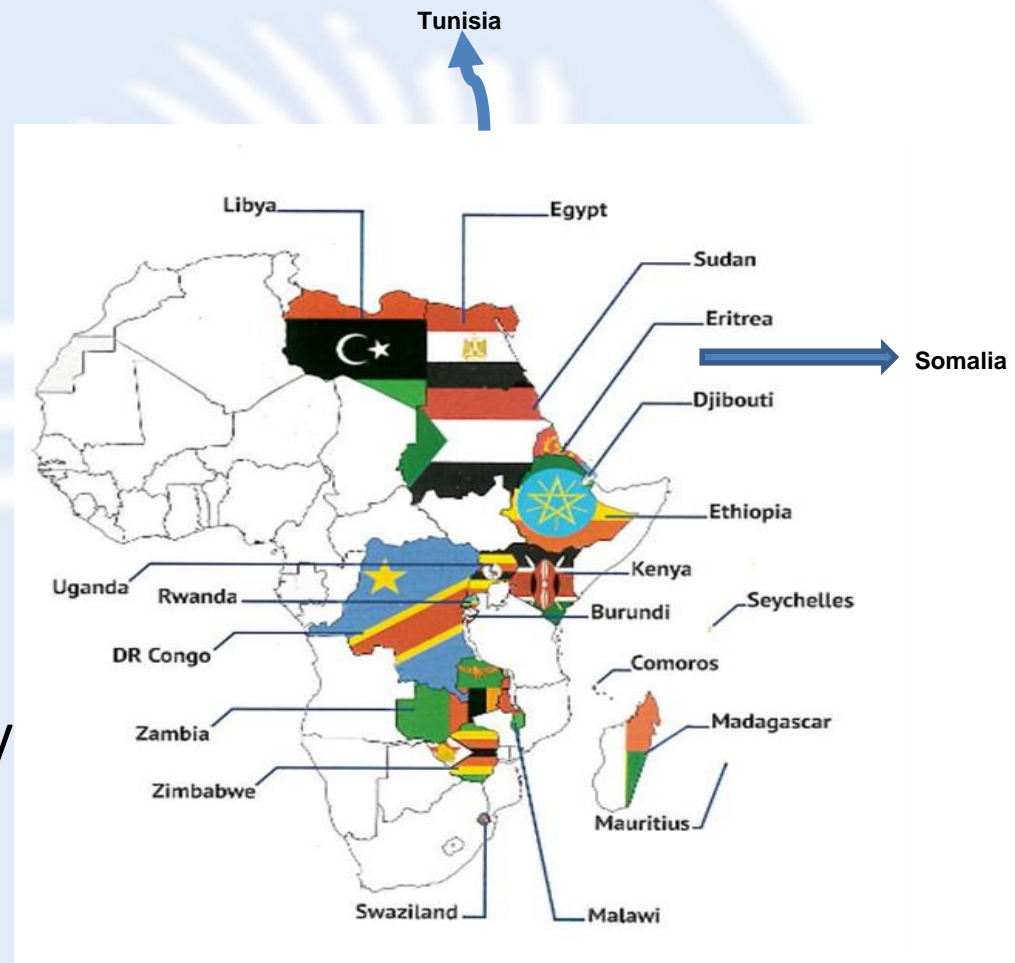 Tunisia
Libya
Egypt
Sudan
Eritrea
Somalia
Djibouti
Ethiopia
Uganda
Kenya
Rwanda
Seychelles
Burundi
DR Congo
Comoros
Zambia
Madagascar
y
Zimbabwe
Mauritius
Swaziland
Malawi